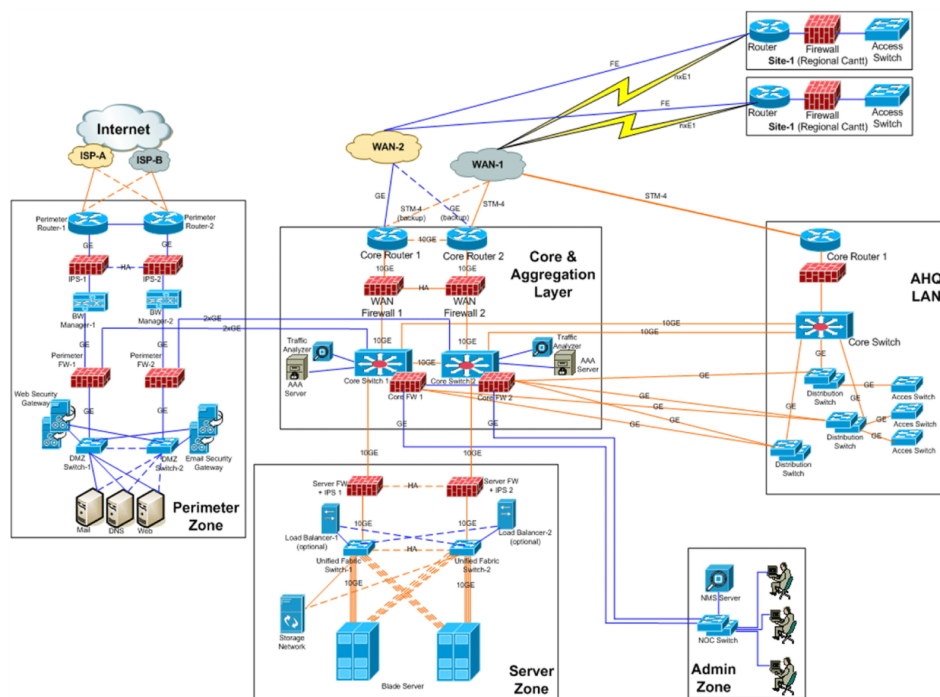 Router
Firewall
Access
Switch
Site-1 (Regional Cantt)
FE
nxE1
Router
Firewall
Access
Switch
Site-1 (Regional Cantt)
FE
nxE1
Internet
ISP-A
ISP-B
WAN-2
WAN-1
GE
STM-4
(backup)
GE
(backup)
STM-4
STM-4
Perimeter
Router-1
Perimeter
Router-2
GE
GE
IPS-1
HA
IPS-2
BW
Manager-1
BW
Manager-2
2xGE
2xGE
Perimeter
FW-1
Perimeter
FW-2
GE
GE
Web Security
Gateway
DMZ
Switch-1
DMZ
Switch-2
Email Security
Gateway
Mail
DNS
Web
Perimeter
Zone
Core Router 1
10GE
Core Router 2
Core &
Aggregation
Layer
10GE
10GE
HA
WAN
Firewall 1
WAN
Firewall 2
10GE
10GE
Traffic
Analyzer
AAA
Server
Core Switch 1
10GE
Core Switch 2
Traffic
Analyzer
AAA
Server
Core FW 1
Core FW 2
10GE
10GE
Core Router 1
AHQ
LAN
Core Switch
GE
GE
GE
GE
GE
GE
GE
GE
GE
Distribution
Switch
Distribution
Switch
Distribution
Switch
Acces Switch
Acces Switch
Acces Switch
10GE
10GE
Server FW
+ IPS 1
HA
Server FW
+ IPS 2
10GE
10GE
Load Balancer-1
(optional)
Load Balancer-2
(optional)
Unified Fabric
Switch-1
HA
Unified Fabric
Switch-2
10GE
10GE
Storage
Network
Blade Server
Server
Zone
NMS Server
NOC Switch
Admin
Zone